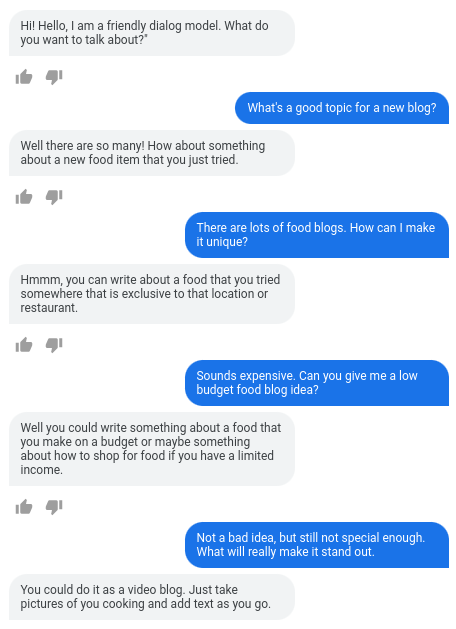 Hi! Hello, I am a friendly dialog model. What do
you want to talk about?"
What's a good topic for a new blog?
Well there are so many! How about something
about a new food item that you just tried.
There are lots of food blogs. How can I make
it unique?
Hmmm, you can write about a food that you tried
somewhere that is exclusive to that location or
restaurant.
Sounds expensive. Can you give me a low
budget food blog idea?
Well you could write something about a food that
you make on a budget or maybe something
about how to shop for food if you have a limited
income.
Not a bad idea, but still not special enough.
What will really make it stand out.
You could do it as a video blog. Just take
pictures of you cooking and add text as you go.